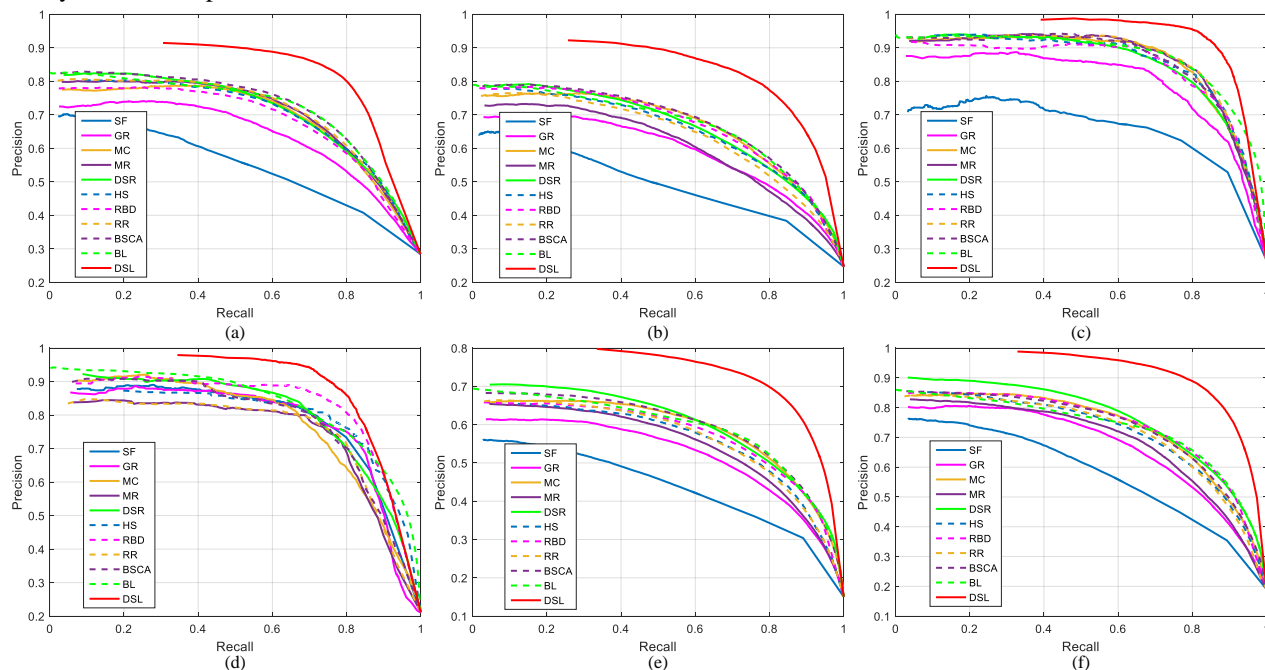 1
0.9
0.8
0.7
0.6
0.5
0.4
0.3
0.2
Precision
SF
GR
MC
MR
DSR
HS
RBD
RR
BSCA
BL
DSL
0 0.2 0.4 0.6 0.8 1
Recall
(a)
1
0.9
0.8
0.7
0.6
0.5
0.4
0.3
0.2
Precision
SF
GR
MC
MR
DSR
HS
RBD
RR
BSCA
BL
DSL
0 0.2 0.4 0.6 0.8 1
Recall
(b)
1
0.9
0.8
0.7
0.6
0.5
0.4
0.3
0.2
Precision
SF
GR
MC
MR
DSR
HS
RBD
RR
BSCA
BL
DSL
0 0.2 0.4 0.6 0.8 1
Recall
(c)
1
0.9
0.8
0.7
0.6
0.5
0.4
0.3
0.2
Precision
SF
GR
MC
MR
DSR
HS
RBD
RR
BSCA
BL
DSL
0 0.2 0.4 0.6 0.8 1
Recall
(d)
0.8
0.7
0.6
0.5
0.4
0.3
0.2
0.1
Precision
SF
GR
MC
MR
DSR
HS
RBD
RR
BSCA
BL
DSL
0 0.2 0.4 0.6 0.8 1
Recall
(e)
1
0.9
0.8
0.7
0.6
0.5
0.4
0.3
0.2
0.1
Precision
SF
GR
MC
MR
DSR
HS
RBD
RR
BSCA
BL
DSL
0 0.2 0.4 0.6 0.8 1
Recall
(f)